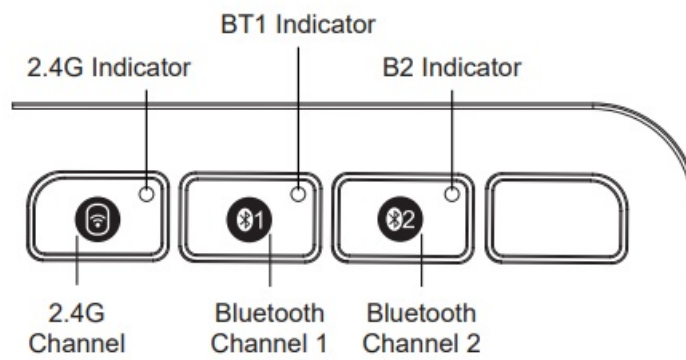 BT1 Indicator
2.4G Indicator
B2 Indicator
1
2
2.4G
Channel
Bluetooth
Channel 1
Bluetooth
Channel 2